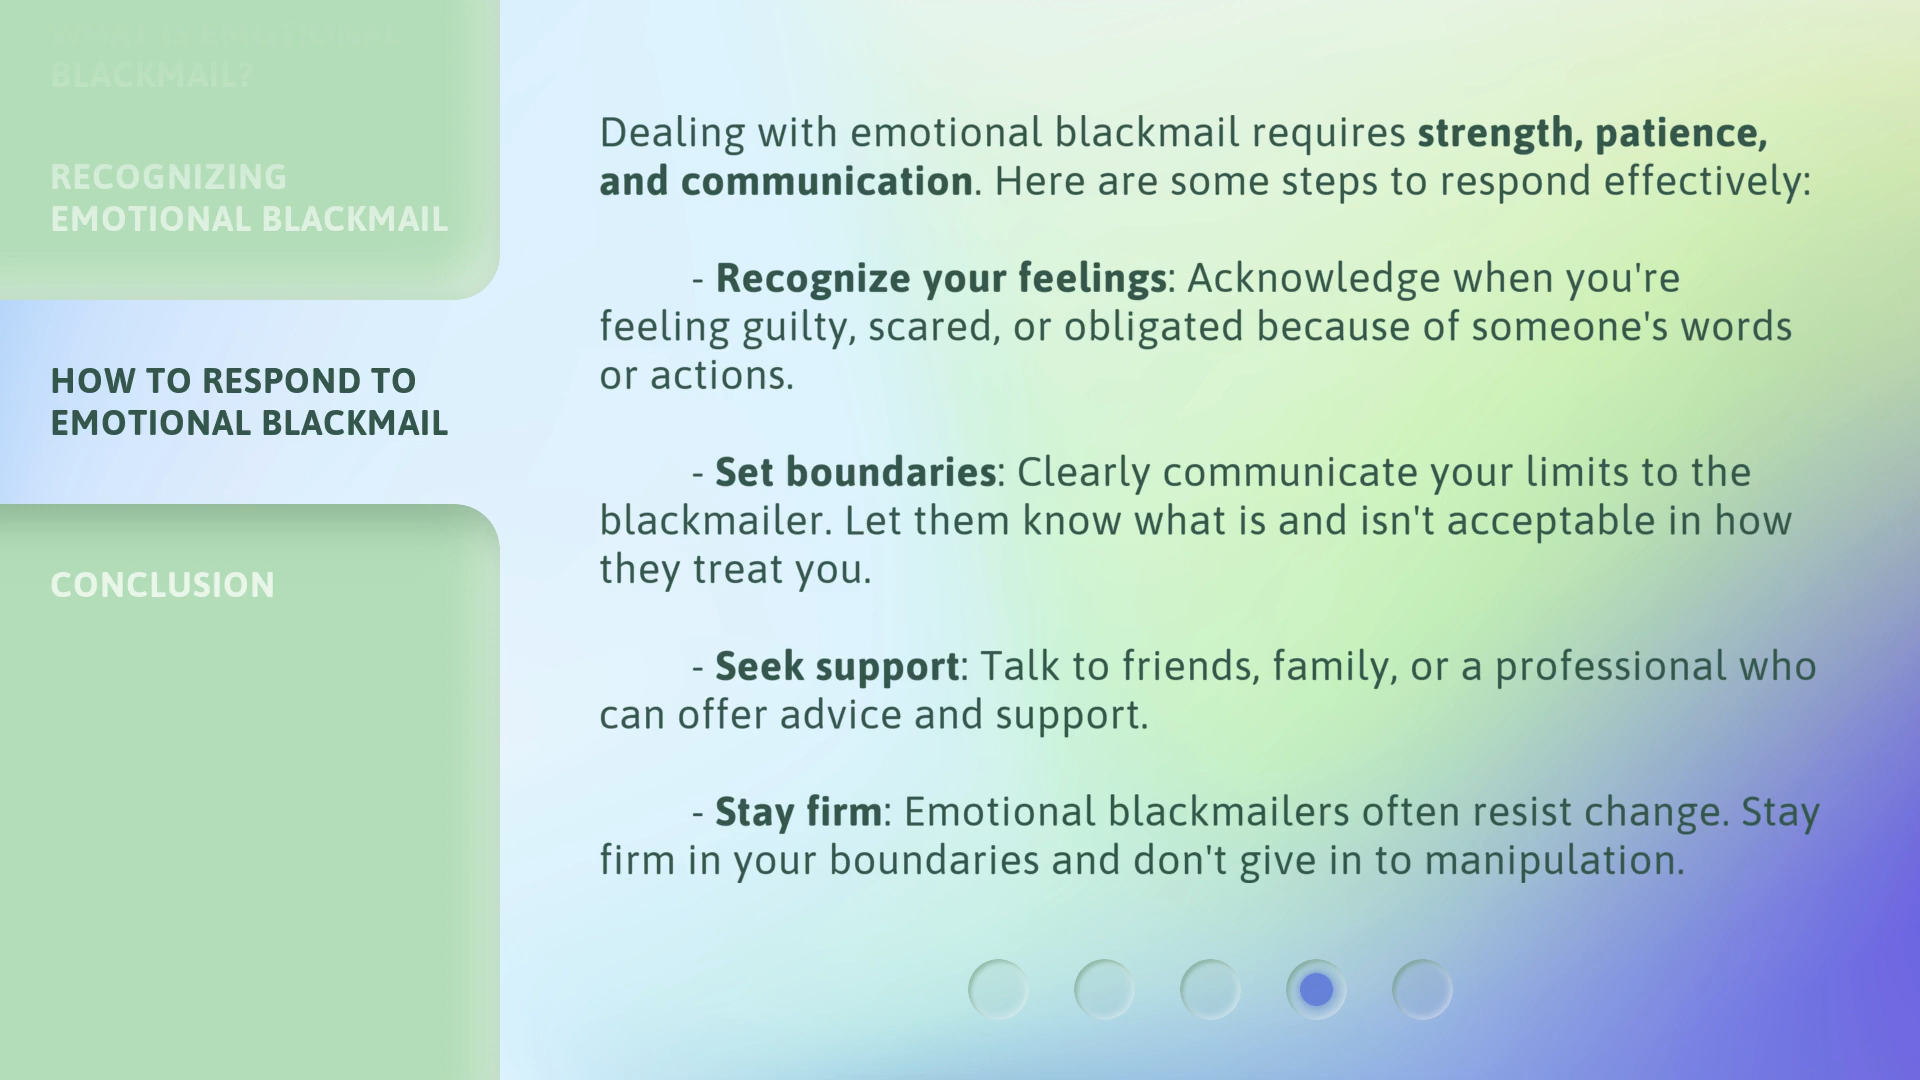 WHAT IS EMOTIONAL
BLACKMAIL?
RECOGNIZING
EMOTIONAL BLACKMAIL
HOW TO RESPOND TO
EMOTIONAL BLACKMAIL
CONCLUSION
Dealing with emotional blackmail requires strength, patience,
and communication. Here are some steps to respond effectively:
- Recognize your feelings: Acknowledge when you're
feeling guilty, scared, or obligated because of someone's words
or actions.
- Set boundaries: Clearly communicate your limits to the
blackmailer. Let them know what is and isn't acceptable in how
they treat you.
- Seek support: Talk to friends, family, or a professional who
can offer advice and support.
- Stay firm: Emotional blackmailers often resist change. Stay
firm in your boundaries and don't give in to manipulation.